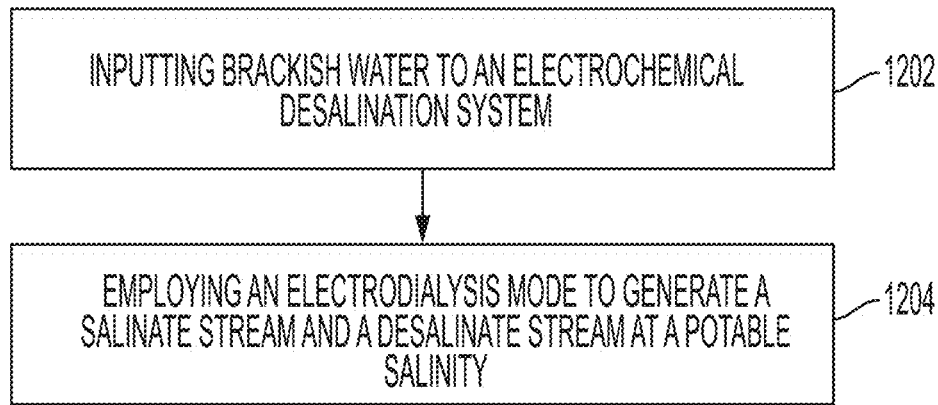 INPUTTING BRACKISH WATER TO AN ELECTROCHEMICAL
DESALINATION SYSTEM
1202
EMPLOYING AN ELECTRODIALYSIS MODE TO GENERATE A
SALINATE STREAM AND A DESALINATE STREAM AT A POTABLE
SALINITY
1204